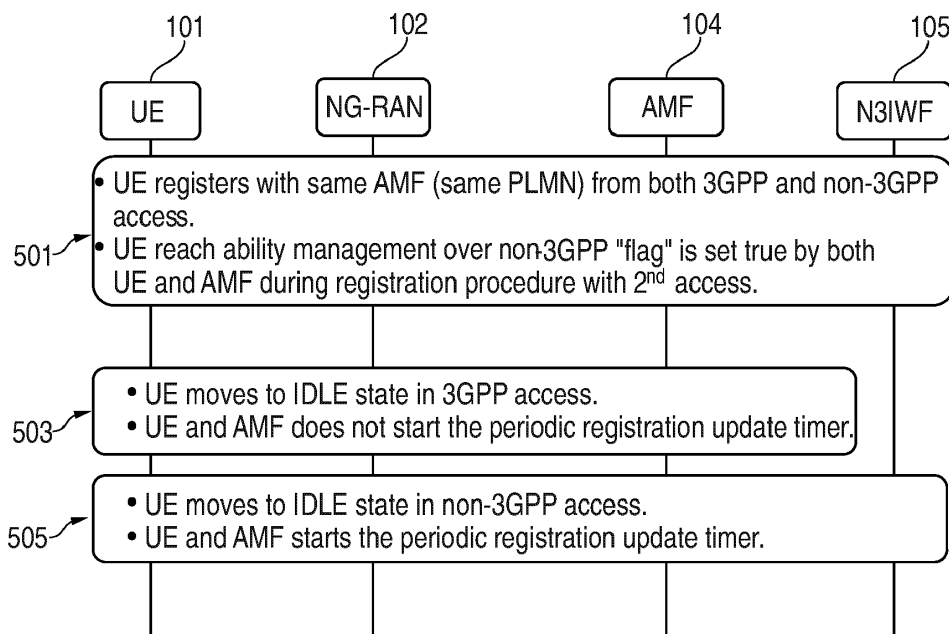 101
102
104
105
UE
NG-RAN
AMF
N3IWF
• UE registers with same AMF (same PLMN) from both 3GPP and non-3GPP
access.
• UE reach ability management over non-3GPP "flag" is set true by both
UE and AMF during registration procedure with 2nd access.
501
• UE moves to IDLE state in 3GPP access.
• UE and AMF does not start the periodic registration update timer.
503
• UE moves to IDLE state in non-3GPP access.
• UE and AMF starts the periodic registration update timer.
505